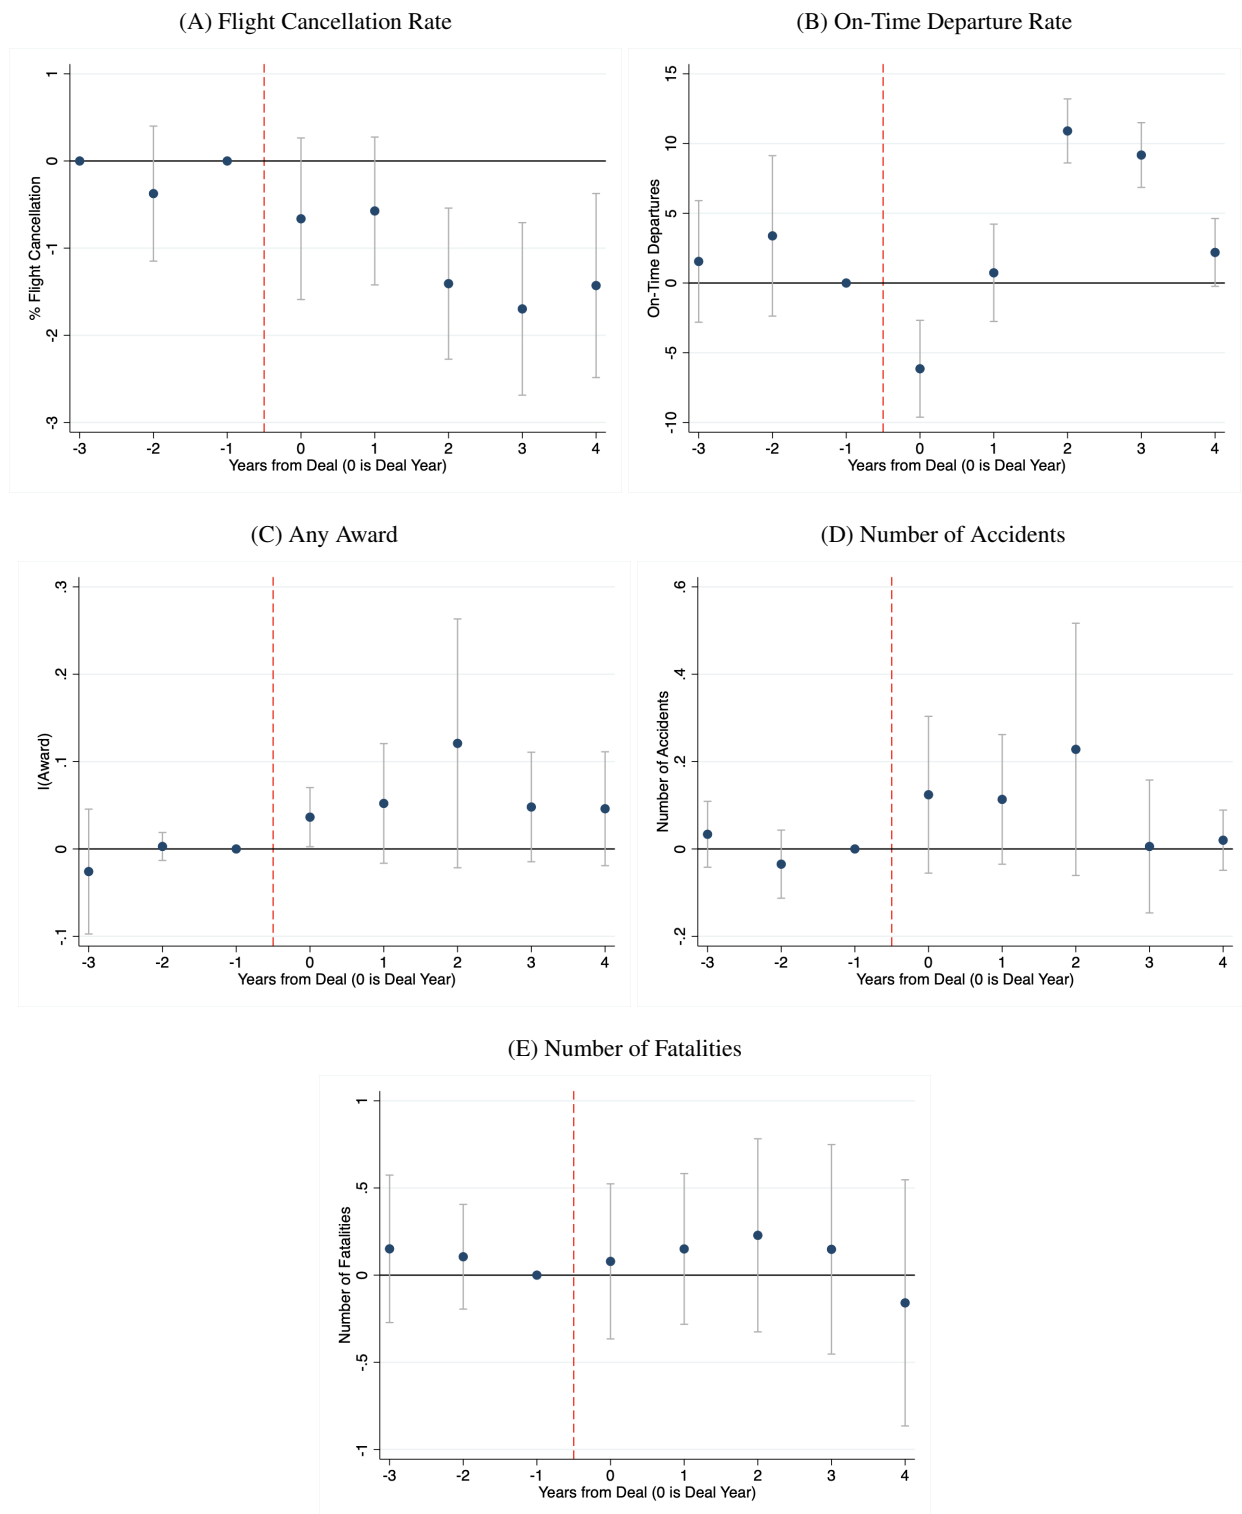 (A) Flight Cancellation Rate
% Flight Cancellation
1
0
-1
-2
-3
-3 -2 -1 0 1 2 3 4
Years from Deal (0 is Deal Year)
(B) On-Time Departure Rate
On-Time Departures
15
10
5
0
-5
-10
-3 -2 -1 0 1 2 3 4
Years from Deal (0 is Deal Year)
(C) Any Award
I(Award)
.3
.2
.1
0
-.1
-3 -2 -1 0 1 2 3 4
Years from Deal (0 is Deal Year)
(D) Number of Accidents
Number of Accidents
.6
.4
.2
0
-.2
-3 -2 -1 0 1 2 3 4
Years from Deal (0 is Deal Year)
(E) Number of Fatalities
Number of Fatalities
1
.5
0
-.5
-1
-3 -2 -1 0 1 2 3 4
Years from Deal (0 is Deal Year)